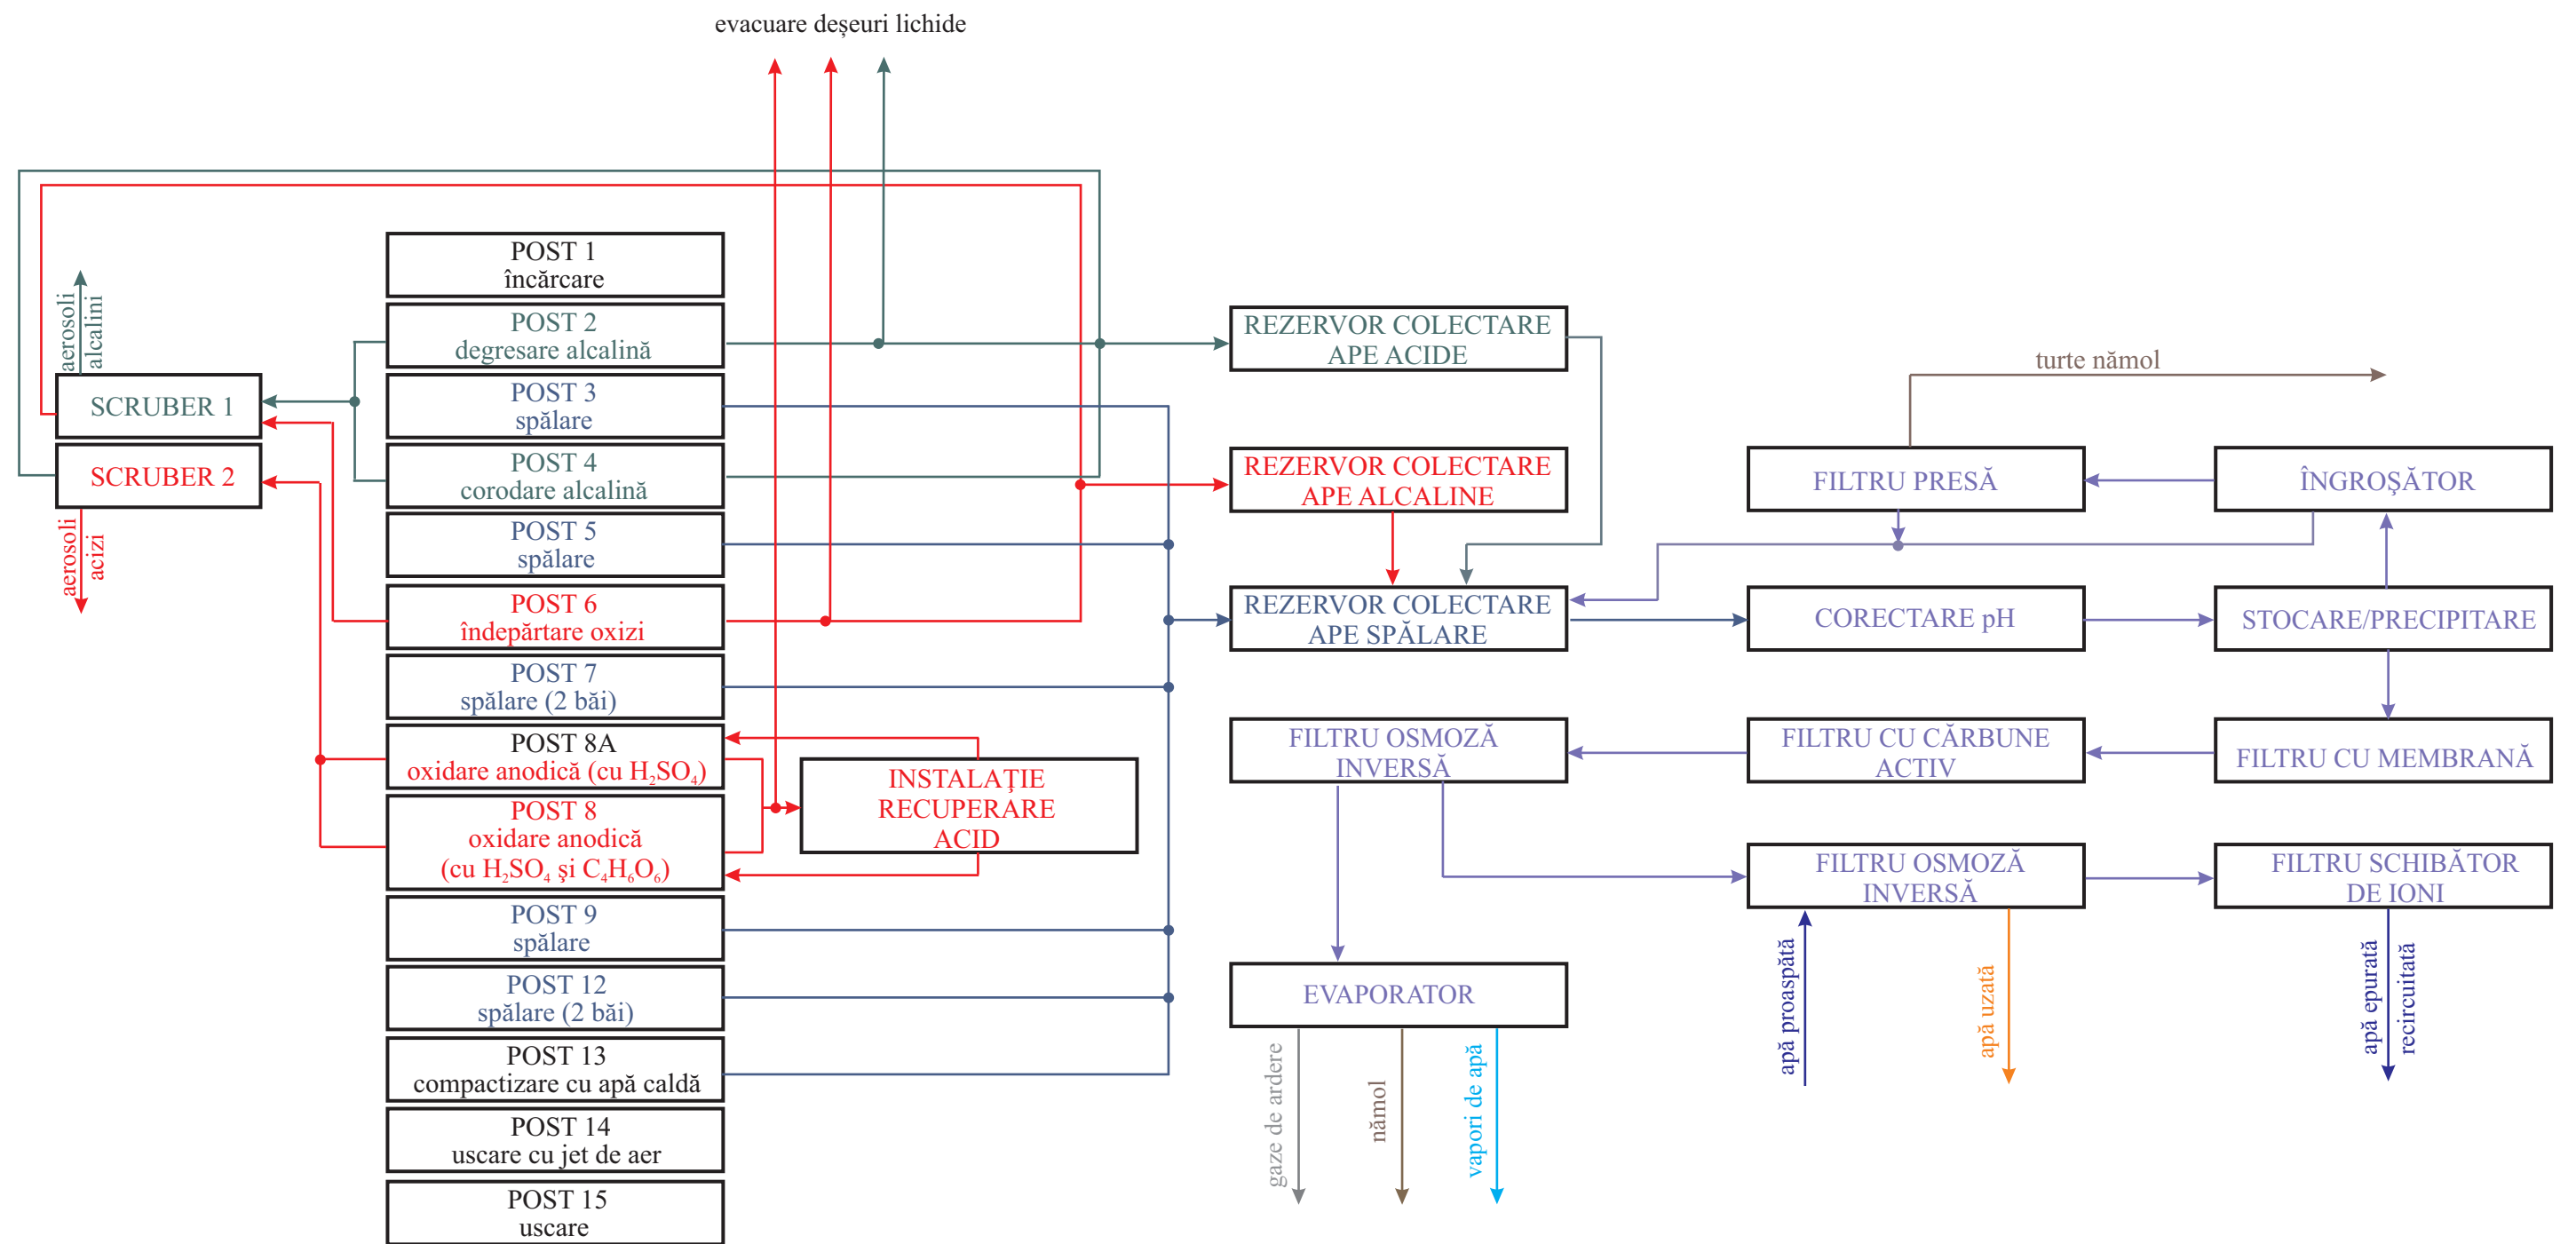 evacuare deșeuri lichide
aerosoli
alcalini
SCRUBER 1
SCRUBER 2
aerosoli
acizi
POST 1
încărcare
POST 2
degresare alcalină
POST 3
spălare
POST 4
corodare alcalină
POST 5
spălare
POST 6
îndepărtare oxizi
POST 7
spălare (2 băi)
POST 8A
oxidare anodică (cu H₂SO₄)
POST 8
oxidare anodică
(cu H₂SO₄ şi C₄H₆O₆)
POST 9
spălare
POST 12
spălare (2 băi)
POST 13
compactizare cu apă caldă
POST 14
uscare cu jet de aer
POST 15
uscare
INSTALAŢIE
RECUPERARE
ACID
REZERVOR COLECTARE
APE ACIDE
REZERVOR COLECTARE
APE ALCALINE
REZERVOR COLECTARE
APE SPĂLARE
turte nămol
FILTRU PRESĂ
ÎNGROŞĂTOR
CORECTARE pH
STOCARE/PRECIPITARE
FILTRU OSMOZĂ
INVERSĂ
FILTRU CU CĂRBUNE
ACTIV
FILTRU CU MEMBRANĂ
FILTRU OSMOZĂ
INVERSĂ
FILTRU SCHIBĂTOR
DE IONI
EVAPORATOR
gaze de ardere
nămol
vapori de apă
apă proaspătă
apă uzată
apă epurată
recircuitată